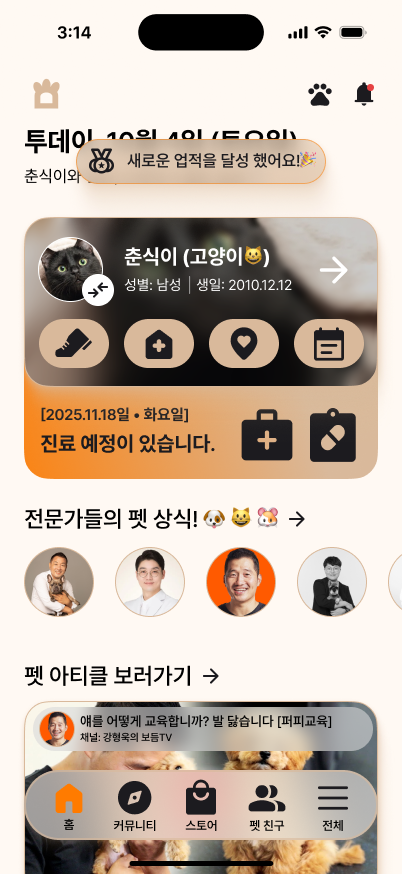 3:14
투데이, 10월 4일 (토요일)
새로운 업적을 달성 했어요!🎉
춘식이와
춘식이 (고양이😺)
성별: 남성 | 생일: 2010.12.12
[2025.11.18일 • 화요일]
진료 예정이 있습니다.
전문가들의 펫 상식! 🐶 😺 🐹 →
펫 아티클 보러가기 →
얘를 어떻게 교육합니까? 발 닳습니다 [퍼피교육]
채널: 강형욱의 보듬TV
홈 커뮤니티 스토어 펫 친구 전체